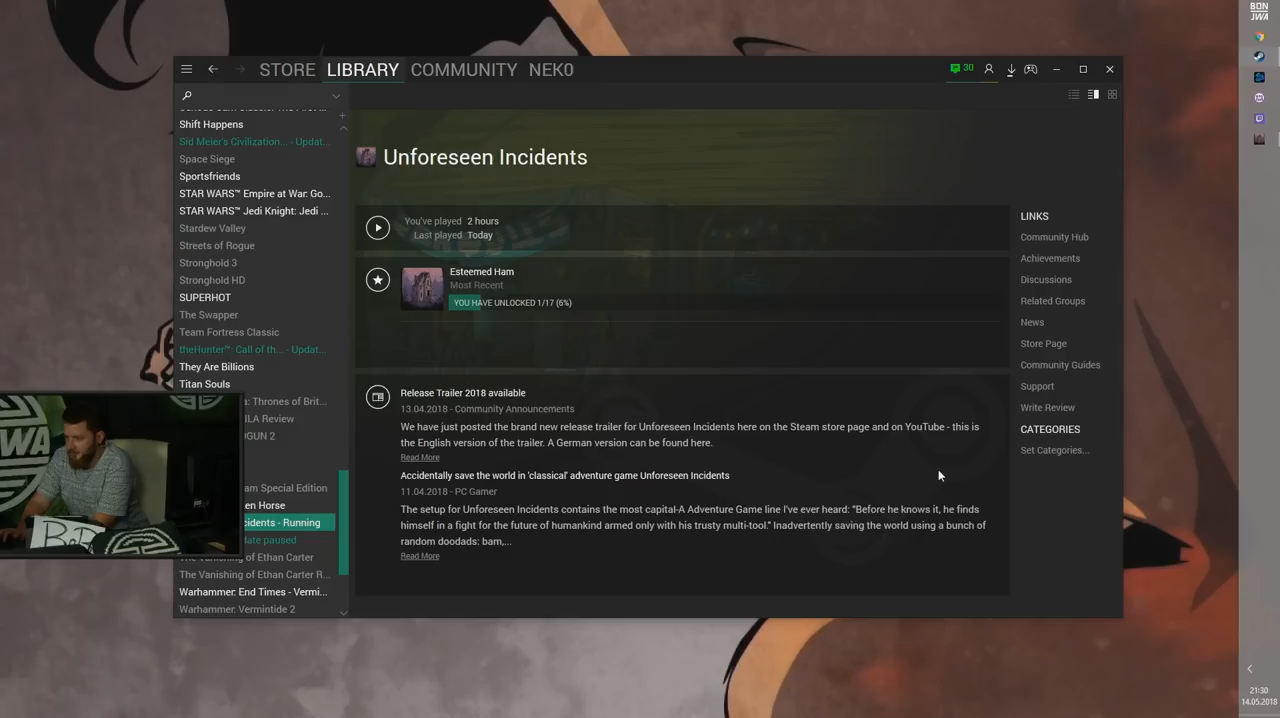 BON
JWA
STORE LIBRARY COMMUNITY NEK0
30
Shift Happens
Sid Meier's Civilization... - Updat...
Space Siege
Sportsfriends
STAR WARS™ Empire at War: Go...
STAR WARS™ Jedi Knight: Jedi ...
Stardew Valley
Streets of Rogue
Stronghold 3
Stronghold HD
SUPERHOT
The Swapper
Team Fortress Classic
theHunter™: Call of th... - Updat...
They Are Billions
Titan Souls
a: Thrones of Brit...
ILA Review
OGUN 2
am Special Edition
en Horse
cidents - Running
date paused
The Vanishing of Ethan Carter
The Vanishing of Ethan Carter R...
Warhammer: End Times - Vermi...
Warhammer: Vermintide 2
Unforeseen Incidents
You've played 2 hours
Last played Today
Esteemed Ham
Most Recent
YOU HAVE UNLOCKED 1/17 (6%)
Release Trailer 2018 available
13.04.2018 - Community Announcements
We have just posted the brand new release trailer for Unforeseen Incidents here on the Steam store page and on YouTube - this is
the English version of the trailer. A German version can be found here.
Read More
Accidentally save the world in 'classical' adventure game Unforeseen Incidents
11.04.2018 - PC Gamer
The setup for Unforeseen Incidents contains the most capital-A Adventure Game line I've ever heard: "Before he knows it, he finds
himself in a fight for the future of humankind armed only with his trusty multi-tool." Inadvertently saving the world using a bunch of
random doodads: bam,...
Read More
LINKS
Community Hub
Achievements
Discussions
Related Groups
News
Store Page
Community Guides
Support
Write Review
CATEGORIES
Set Categories...
JWA
21:30
14.05.2018